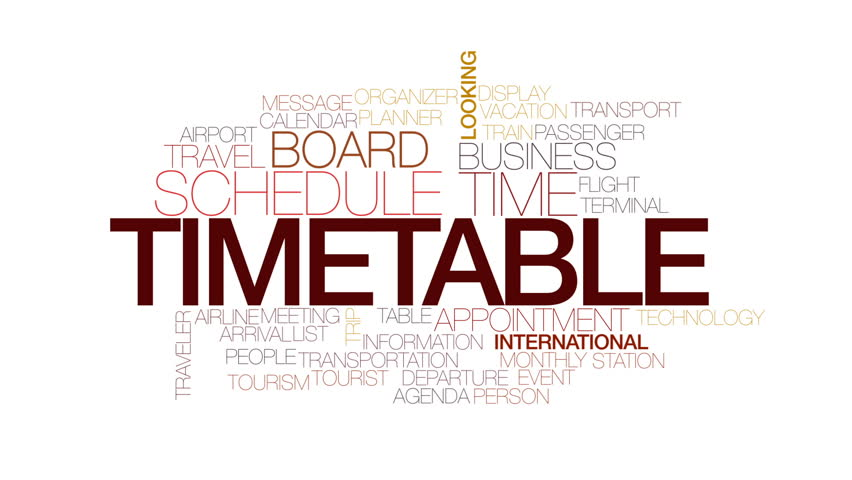 LOOKING
MESSAGE ORGANIZER DISPLAY
CALENDAR PLANNER VACATION TRANSPORT
AIRPORT TRAIN PASSENGER
TRAVEL BOARD BUSINESS
SCHEDULE TIME FLIGHT
TERMINAL
TIMETABLE
TRAVELER
AIRLINE MEETING TRIP TABLE APPOINTMENT TECHNOLOGY
ARRIVAL LIST INFORMATION INTERNATIONAL
PEOPLE TRANSPORTATION MONTHLY STATION
TOURISM TOURIST DEPARTURE EVENT
AGENDA PERSON